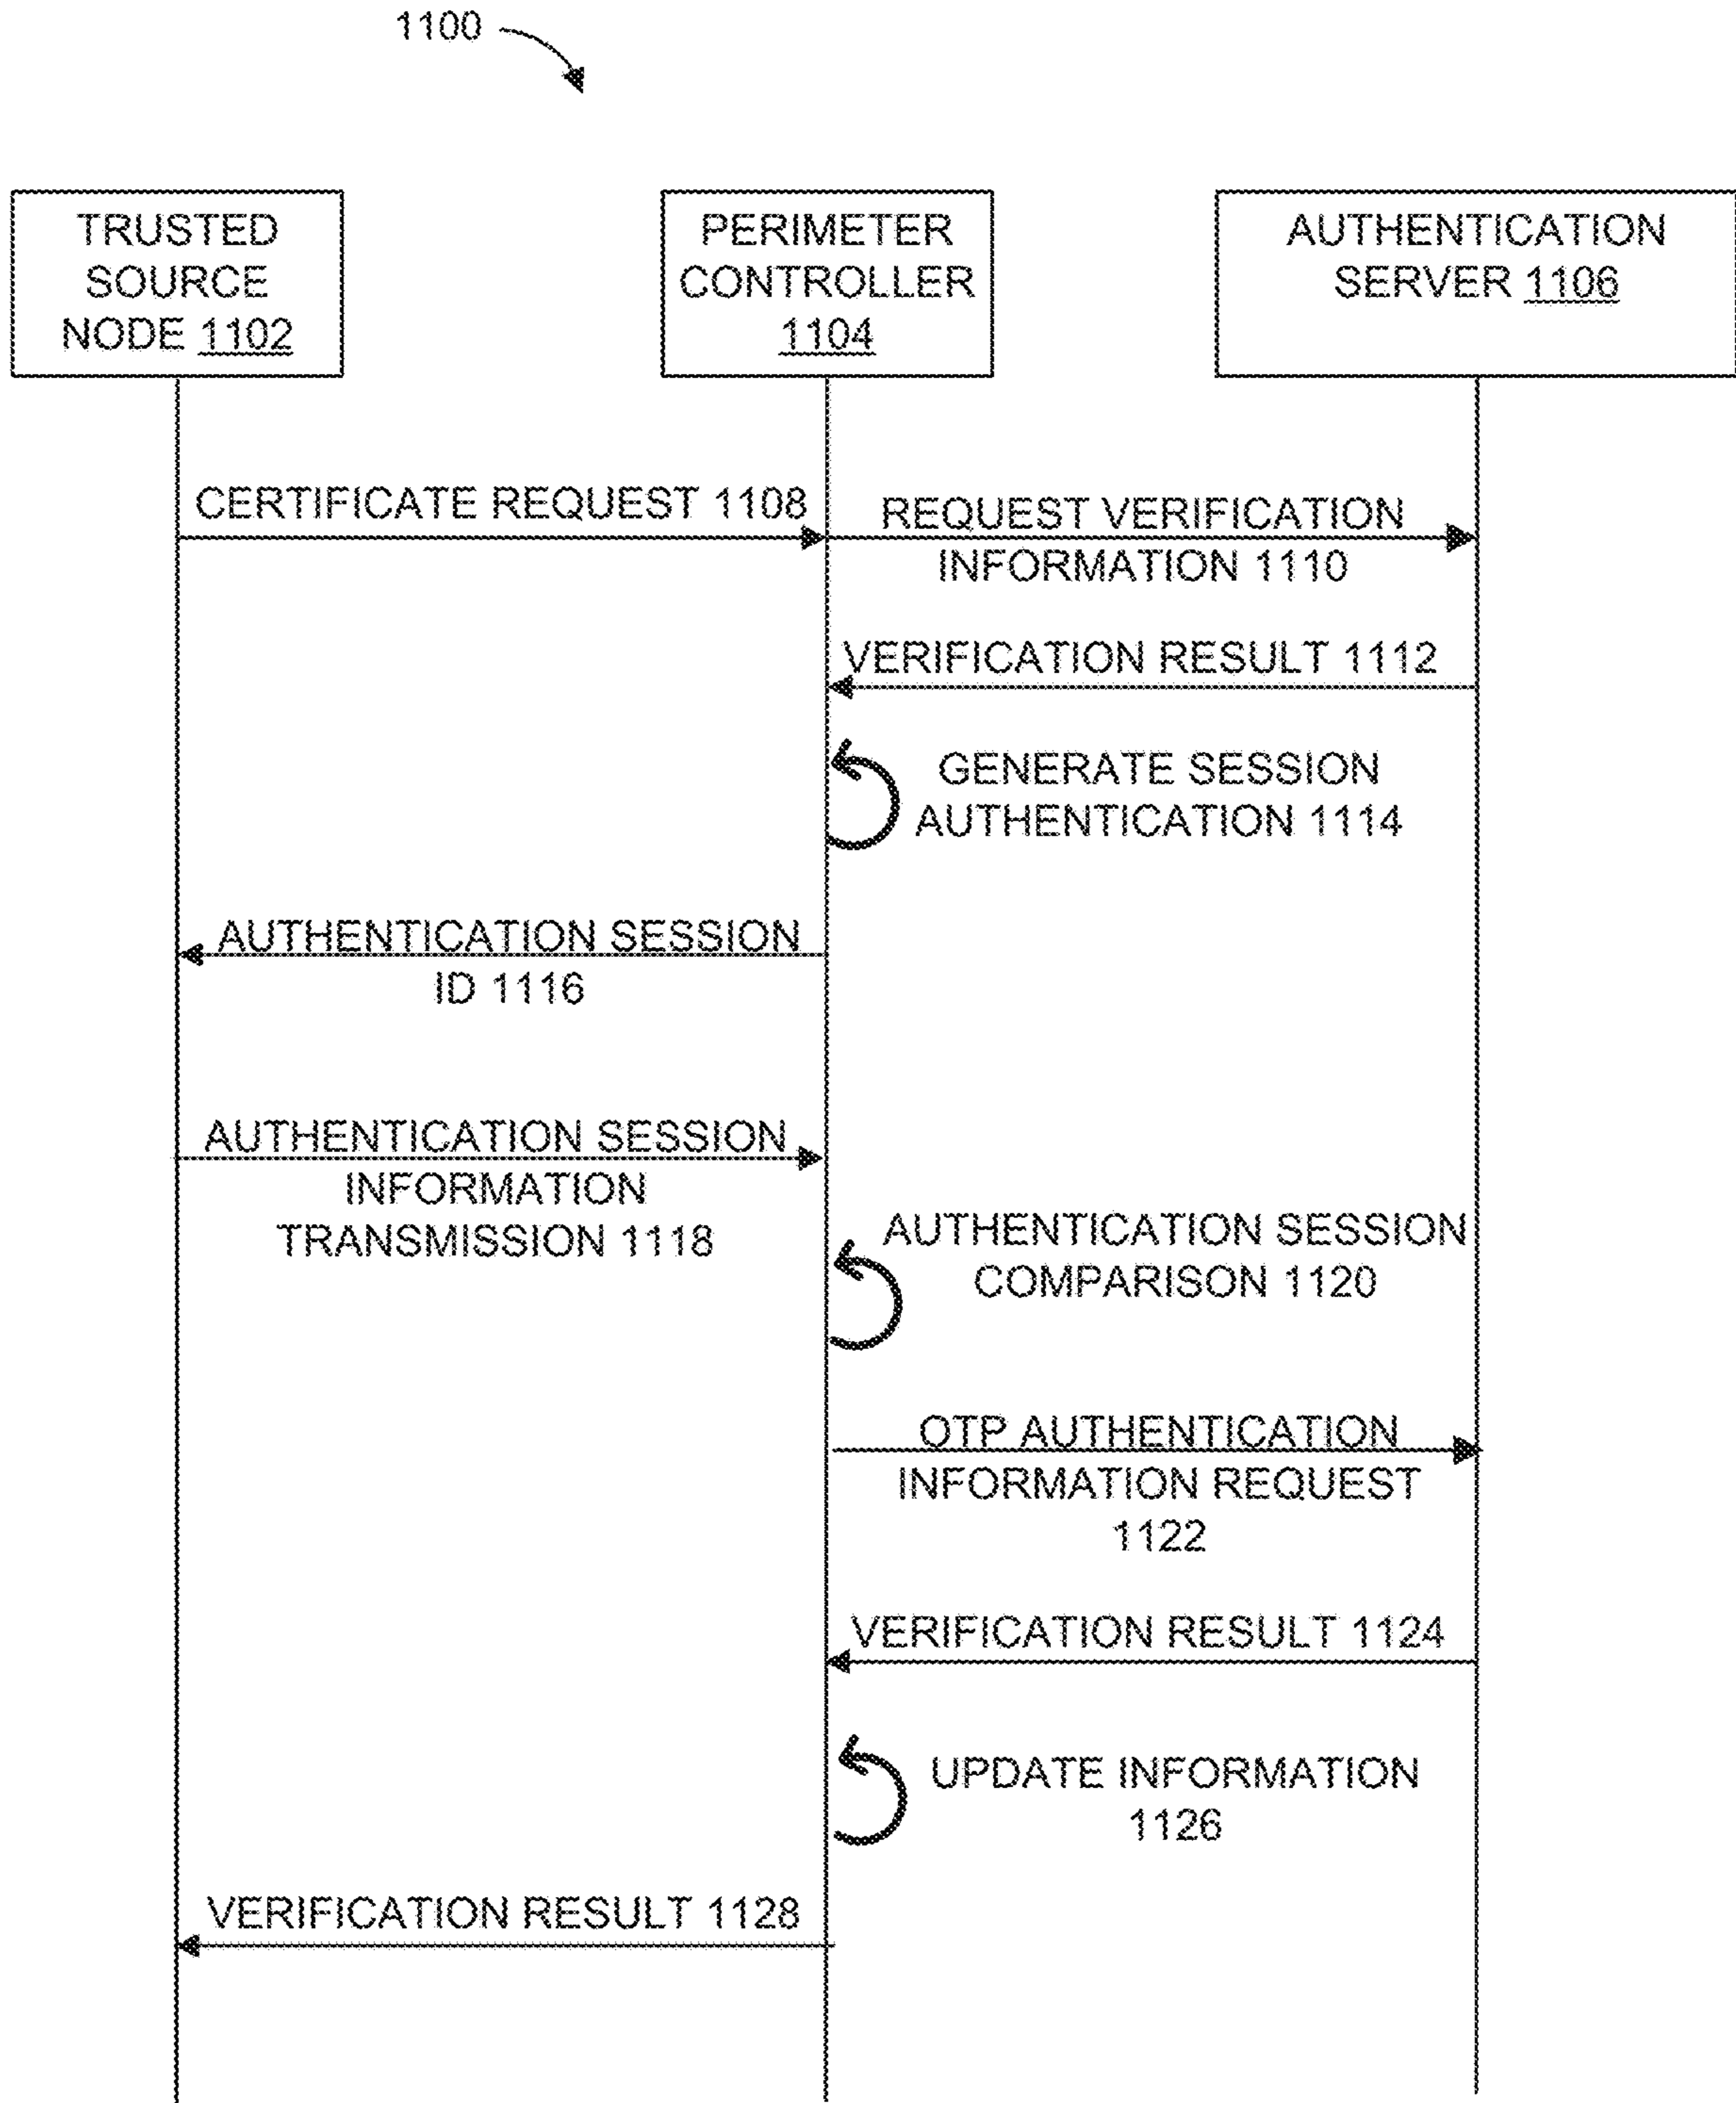 1100
TRUSTED
SOURCE
NODE 1102
PERIMETER
CONTROLLER
1104
AUTHENTICATION
SERVER 1106
CERTIFICATE REQUEST 1108
REQUEST VERIFICATION
INFORMATION 1110
VERIFICATION RESULT 1112
GENERATE SESSION
AUTHENTICATION 1114
AUTHENTICATION SESSION
ID 1116
AUTHENTICATION SESSION
INFORMATION
TRANSMISSION 1118
AUTHENTICATION SESSION
COMPARISON 1120
OTP AUTHENTICATION
INFORMATION REQUEST
1122
VERIFICATION RESULT 1124
UPDATE INFORMATION
1126
VERIFICATION RESULT 1128